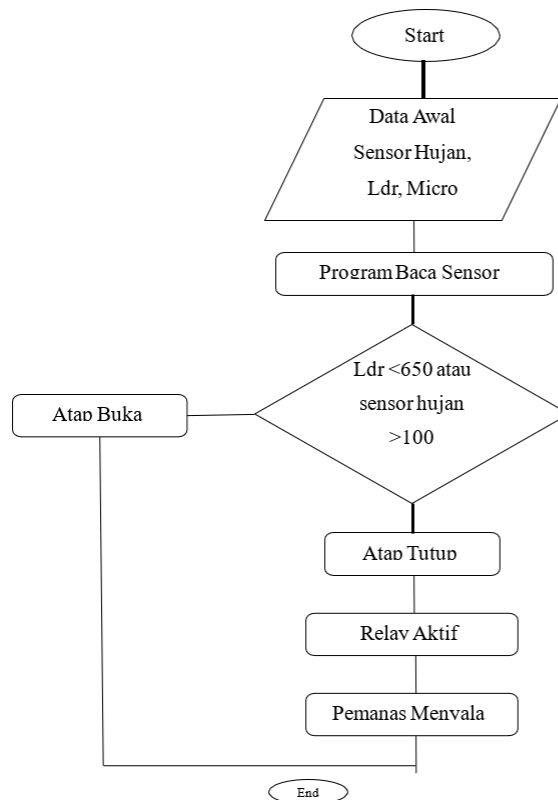 Start
Data Awal
Sensor Hujan,
Ldr, Micro
Program Baca Sensor
Ldr <650 atau
sensor hujan
>100
Atap Buka
Atap Tutup
Relay Aktif
Pemanas Menyala
End